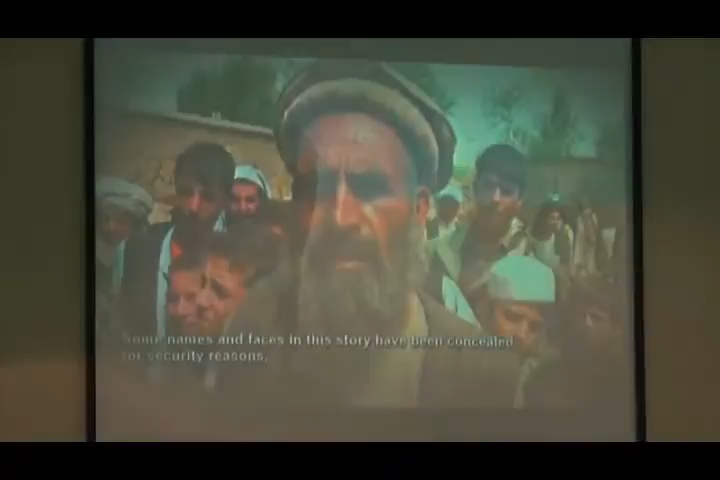 Some names and faces in this story have been concealed
for security reasons.